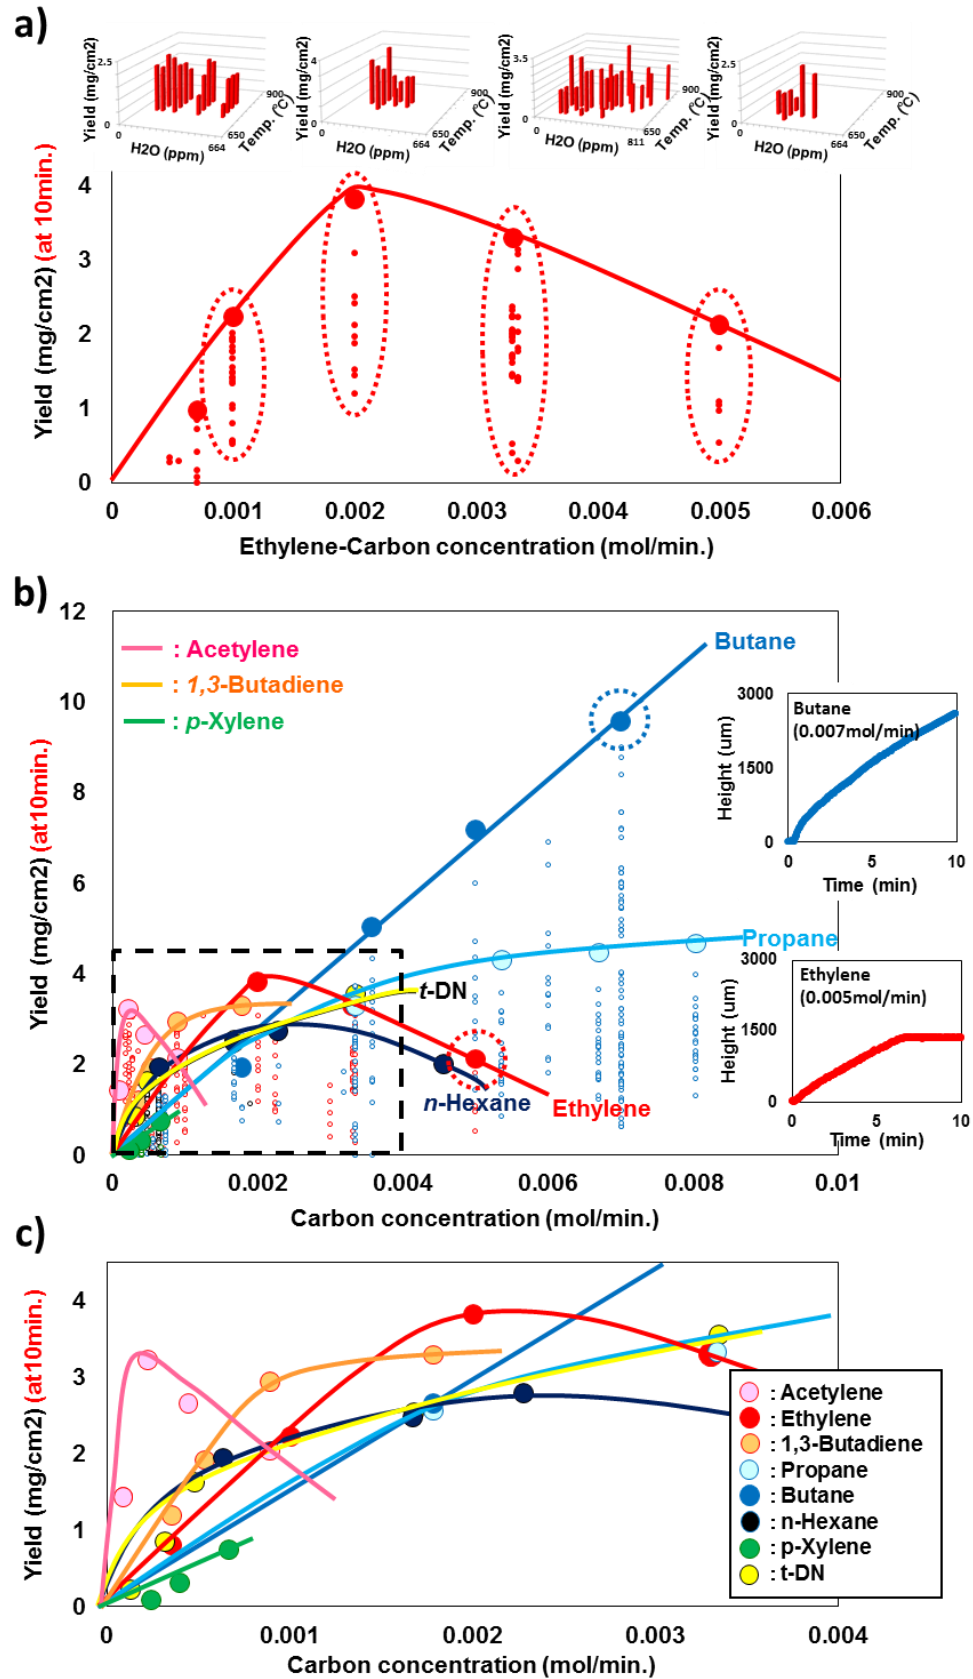 a)
Yield (mg/cm2)
2.5
0
0
H2O (ppm)
664
650
900
Temp. (°C)
Yield (mg/cm2)
4
2
0
0
H2O (ppm)
664
650
900
Temp. (°C)
Yield (mg/cm2)
3.5
0
0
H2O (ppm)
811
650
900
Temp. (°C)
Yield (mg/cm2)
2.5
0
0
H2O (ppm)
664
650
900
Temp. (°C)
Yield (mg/cm2) (at 10min.)
4
3
2
1
0
0 0.001 0.002 0.003 0.004 0.005 0.006
Ethylene-Carbon concentration (mol/min.)
b)
Yield (mg/cm2) (at10min.)
12
10
8
6
4
2
0
: Acetylene
: 1,3-Butadiene
: p-Xylene
Butane
Propane
t-DN
n-Hexane
Ethylene
Height (um)
3000
1500
0
Butane
(0.007mol/min)
0 5 10
Time (min)
Height (um)
3000
1500
0
Ethylene
(0.005mol/min)
0 5 10
Time (min)
0 0.002 0.004 0.006 0.008 0.01
Carbon concentration (mol/min.)
c)
Yield (mg/cm2) (at10min.)
4
3
2
1
0
: Acetylene
: Ethylene
: 1,3-Butadiene
: Propane
: Butane
: n-Hexane
: p-Xylene
: t-DN
0 0.001 0.002 0.003 0.004
Carbon concentration (mol/min.)